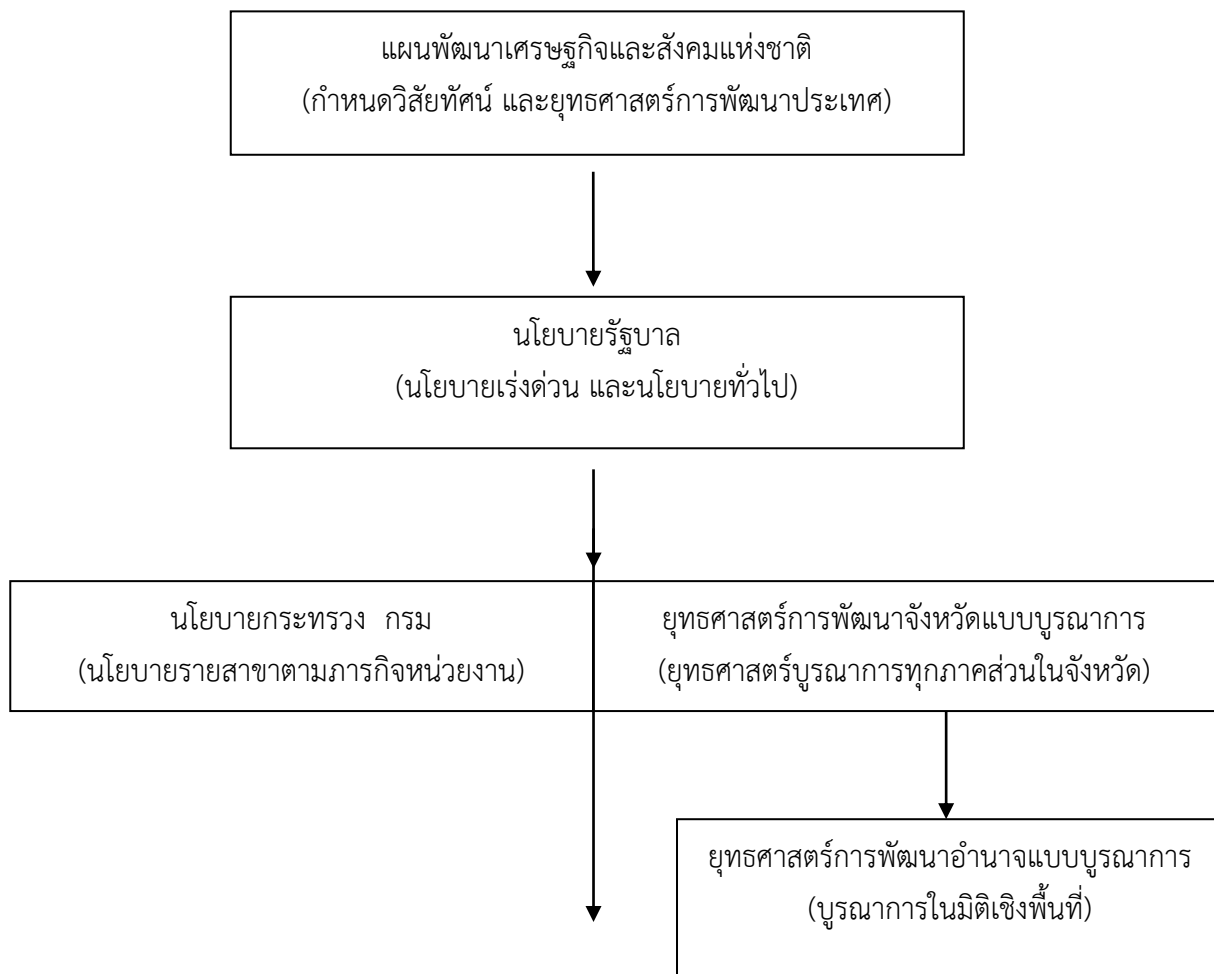 แผนพัฒนาเศรษฐกิจและสังคมแห่งชาติ
(กำหนดวิสัยทัศน์ และยุทธศาสตร์การพัฒนาประเทศ)
นโยบายรัฐบาล
(นโยบายเร่งด่วน และนโยบายทั่วไป)
นโยบายกระทรวง กรม
(นโยบายรายสาขาตามภารกิจหน่วยงาน)
ยุทธศาสตร์การพัฒนาจังหวัดแบบบูรณาการ
(ยุทธศาสตร์บูรณาการทุกภาคส่วนในจังหวัด)
ยุทธศาสตร์การพัฒนาอำนาจแบบบูรณาการ
(บูรณาการในมิติเชิงพื้นที่)